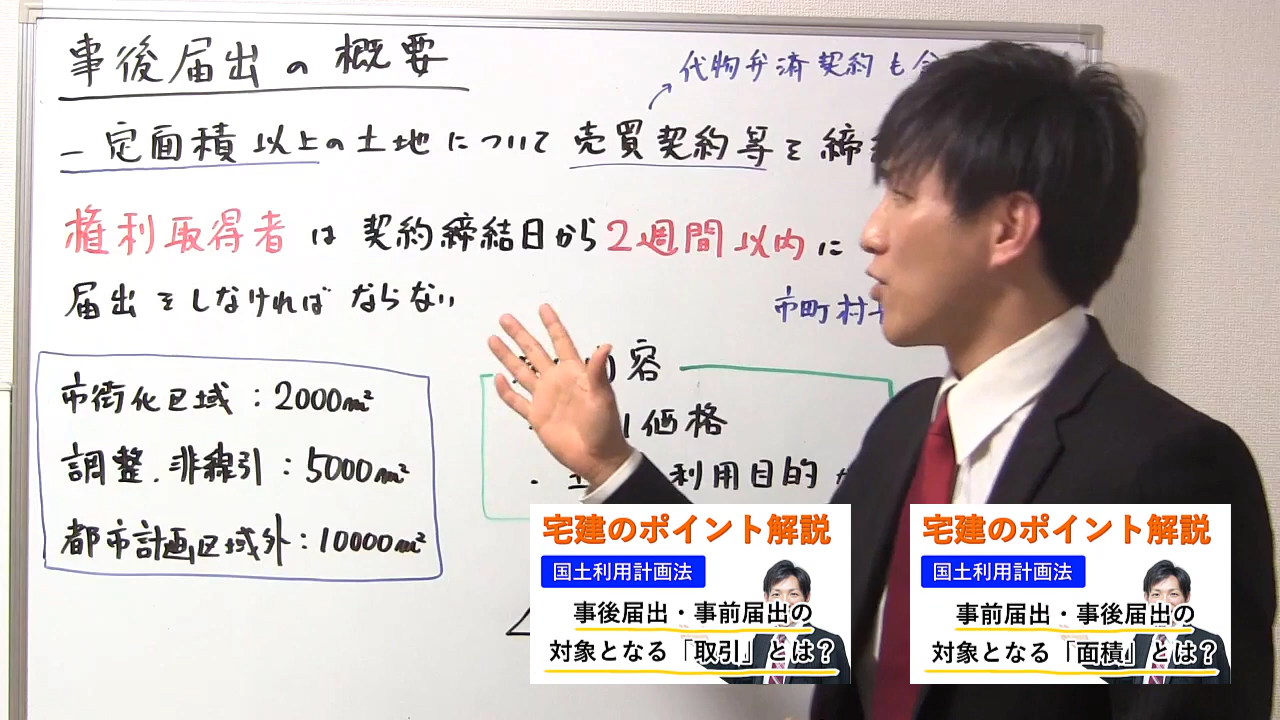 事後届出の概要
代物弁済契約も
一定面積以上の土地について売買契約等を締
権利取得者は契約締結日から2週間以内に
届出をしなければならない
市町村
市街化区域：2000㎡
調整．非線引：5000㎡
都市計画区域外：10000㎡
容
価格
利用目的
宅建のポイント解説
国土利用計画法
事後届出・事前届出の
対象となる「取引」とは？
宅建のポイント解説
国土利用計画法
事前届出・事後届出の
対象となる「面積」とは？